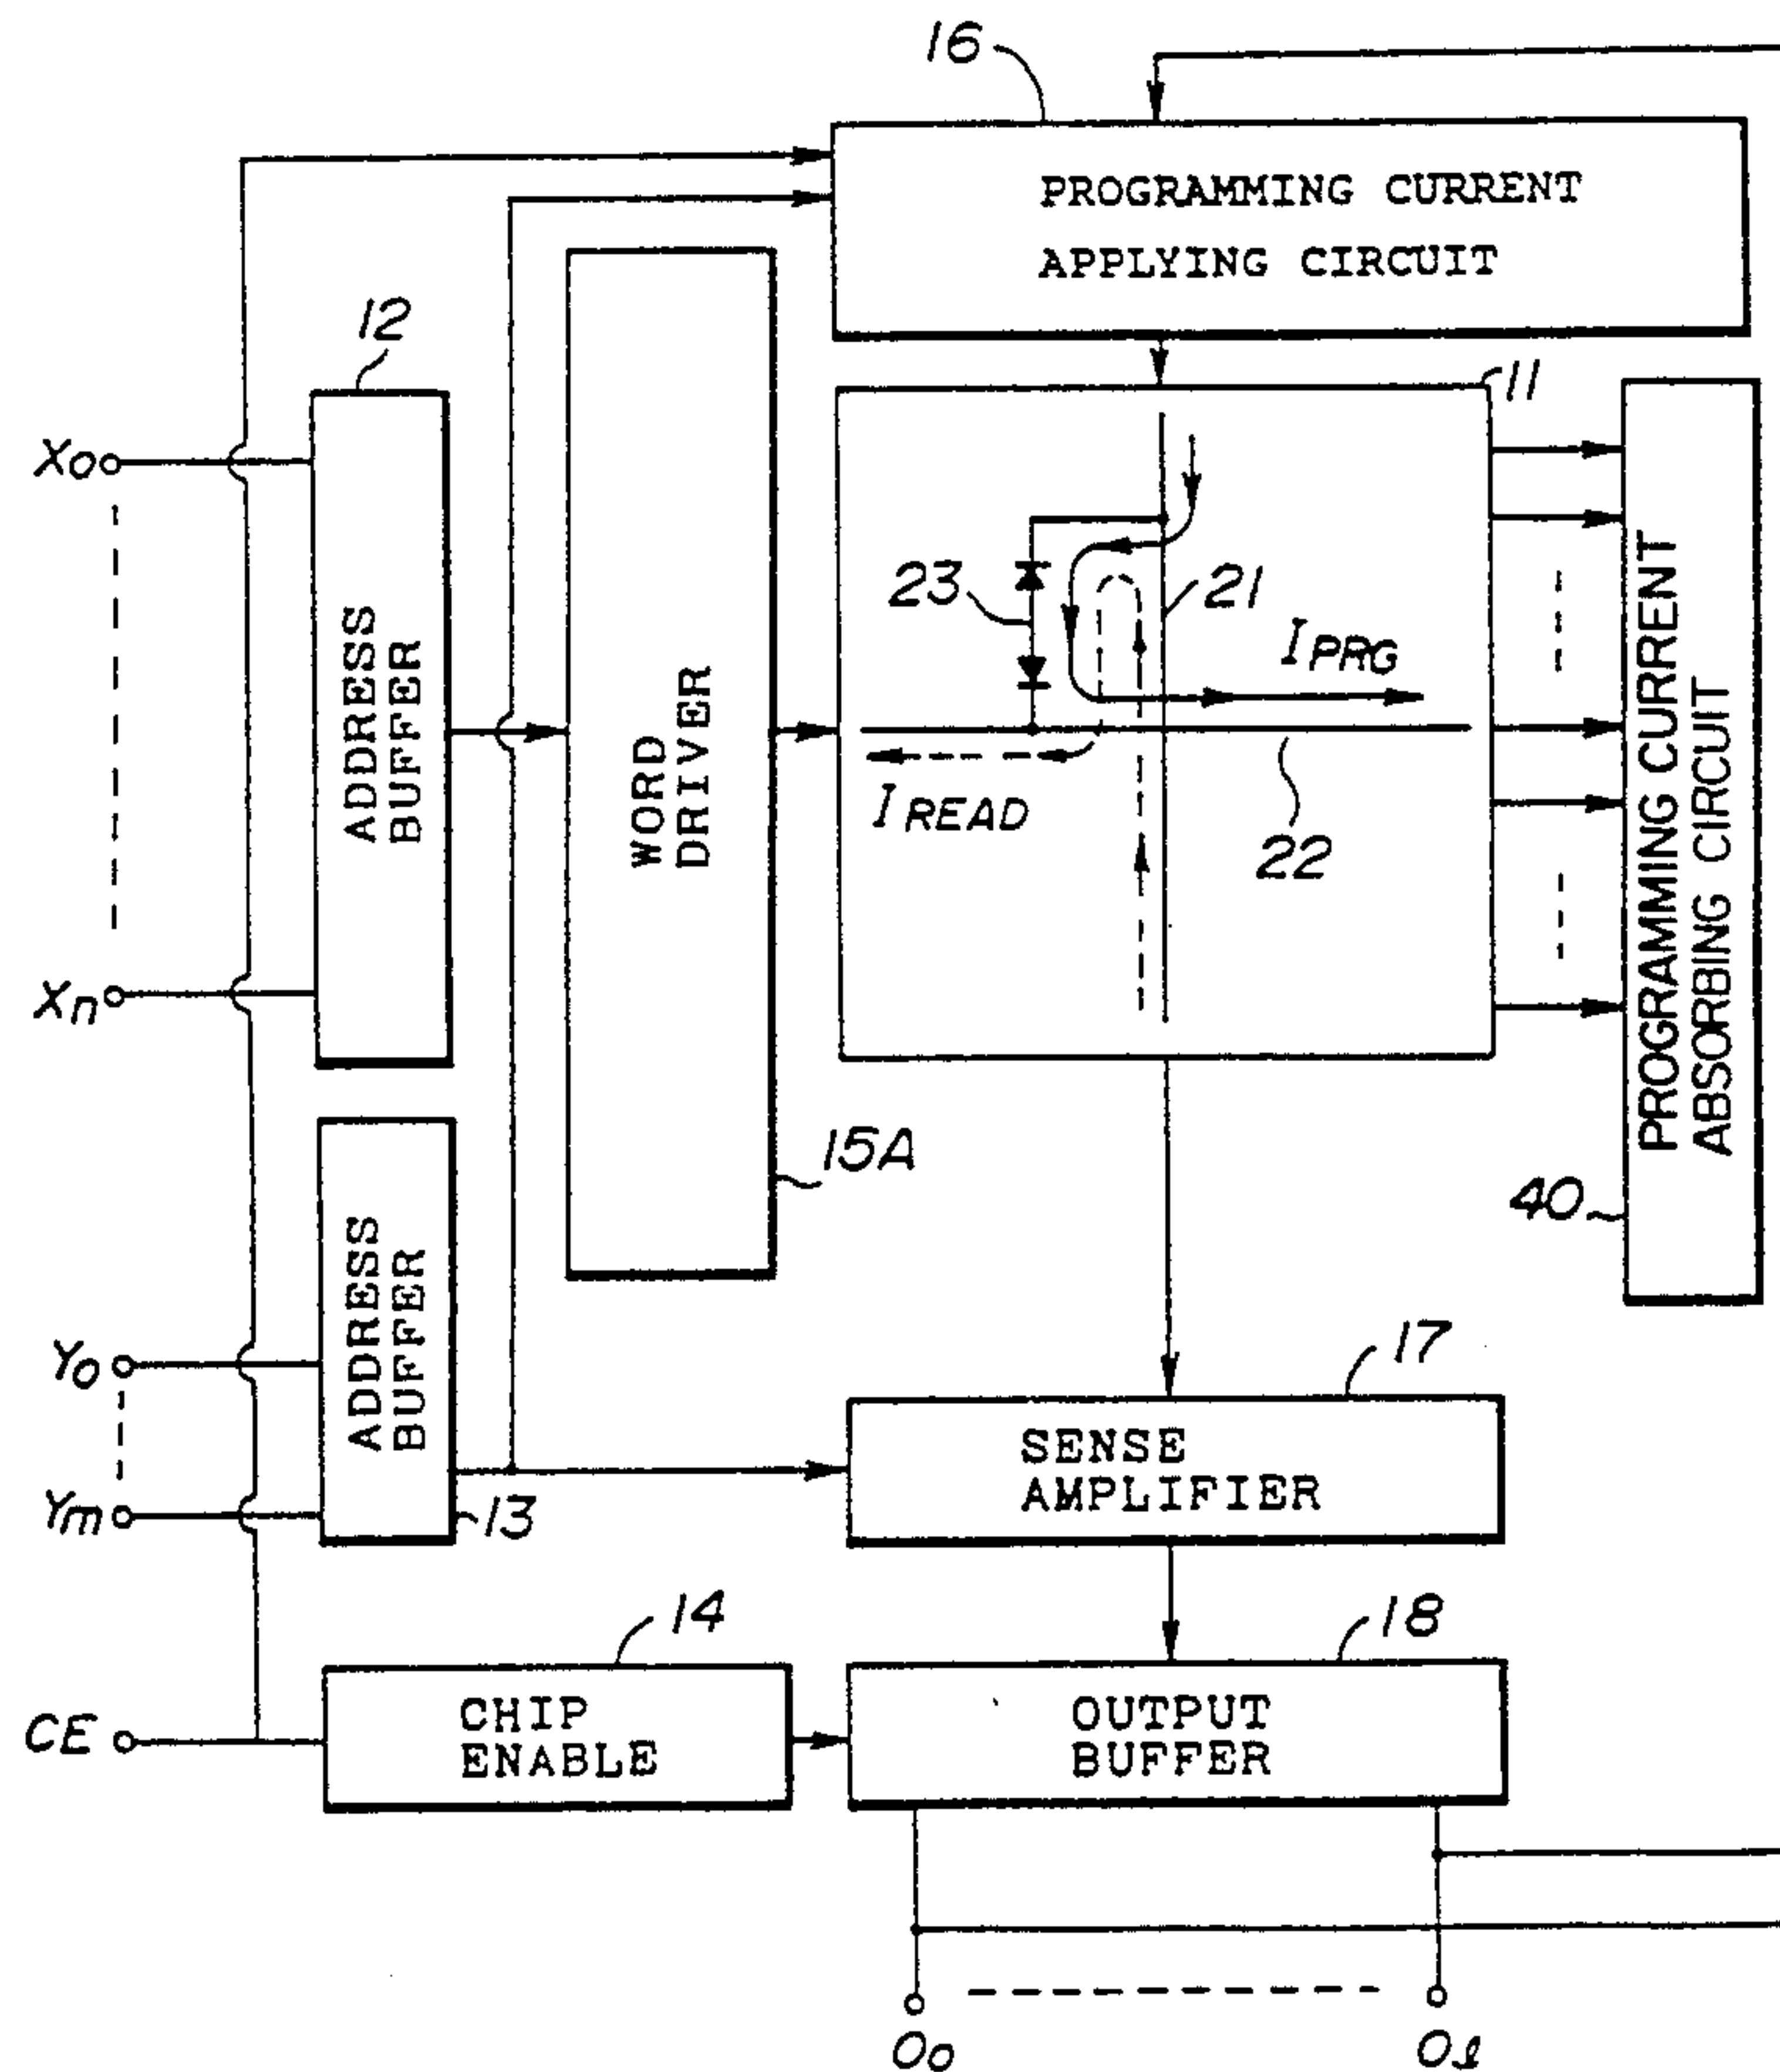 16
PROGRAMMING CURRENT
APPLYING CIRCUIT
12
11
X0
Xn
ADDRESS
BUFFER
WORD
DRIVER
23
21
IPRG
IREAD
22
PROGRAMMING CURRENT
ABSORBING CIRCUIT
15A
40
Y0
Ym
ADDRESS
BUFFER
13
17
SENSE
AMPLIFIER
14
18
CE
CHIP
ENABLE
OUTPUT
BUFFER
O0
Oℓ